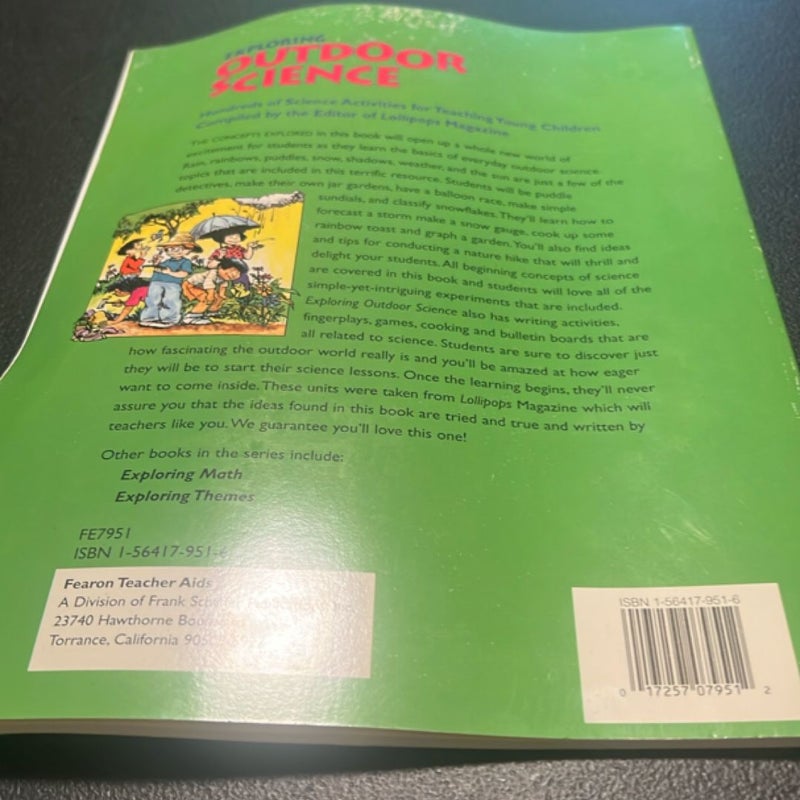 EXPLORING
OUTDOOR
SCIENCE
Hundreds of Science Activities for Teaching Young Children
Compiled by the Editor of Lollipops Magazine
THE CONCEPTS EXPLORED in this book will open up a whole new world of
excitement for students as they learn the basics of everyday outdoor science.
Rain, rainbows, puddles, snow, shadows, weather, and the sun are just a few of the
topics that are included in this terrific resource. Students will be puddle
detectives, make their own jar gardens, have a balloon race, make simple
sundials, and classify snowflakes. They'll learn how to
forecast a storm make a snow gauge, cook up some
rainbow toast and graph a garden. You'll also find ideas
and tips for conducting a nature hike that will thrill and
delight your students. All beginning concepts of science
are covered in this book and students will love all of the
simple-yet-intriguing experiments that are included.
Exploring Outdoor Science also has writing activities,
fingerplays, games, cooking and bulletin boards that are
all related to science. Students are sure to discover just
how fascinating the outdoor world really is and you'll be amazed at how eager
they will be to start their science lessons. Once the learning begins, they'll never
want to come inside. These units were taken from Lollipops Magazine which will
assure you that the ideas found in this book are tried and true and written by
teachers like you. We guarantee you'll love this one!
Other books in the series include:
Exploring Math
Exploring Themes
FE7951
ISBN 1-56417-951-6
Fearon Teacher Aids
A Division of Frank
23740 Hawthorne
Torrance, California
ISBN 1-56417-951-6
0 17257 07951 2